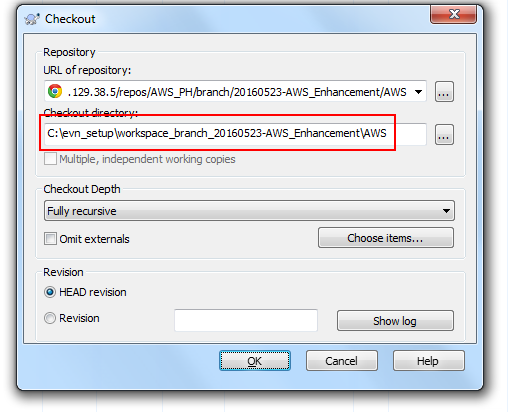 Checkout
Repository
URL of repository:
.129.38.5/repos/AWS_PH/branch/20160523-AWS_Enhancement/AWS
...
Checkout directory:
C:\evn_setup\workspace_branch_20160523-AWS_Enhancement\AWS
...
Multiple, independent working copies
Checkout Depth
Fully recursive
Omit externals
Choose items...
Revision
HEAD revision
Revision
Show log
OK
Cancel
Help